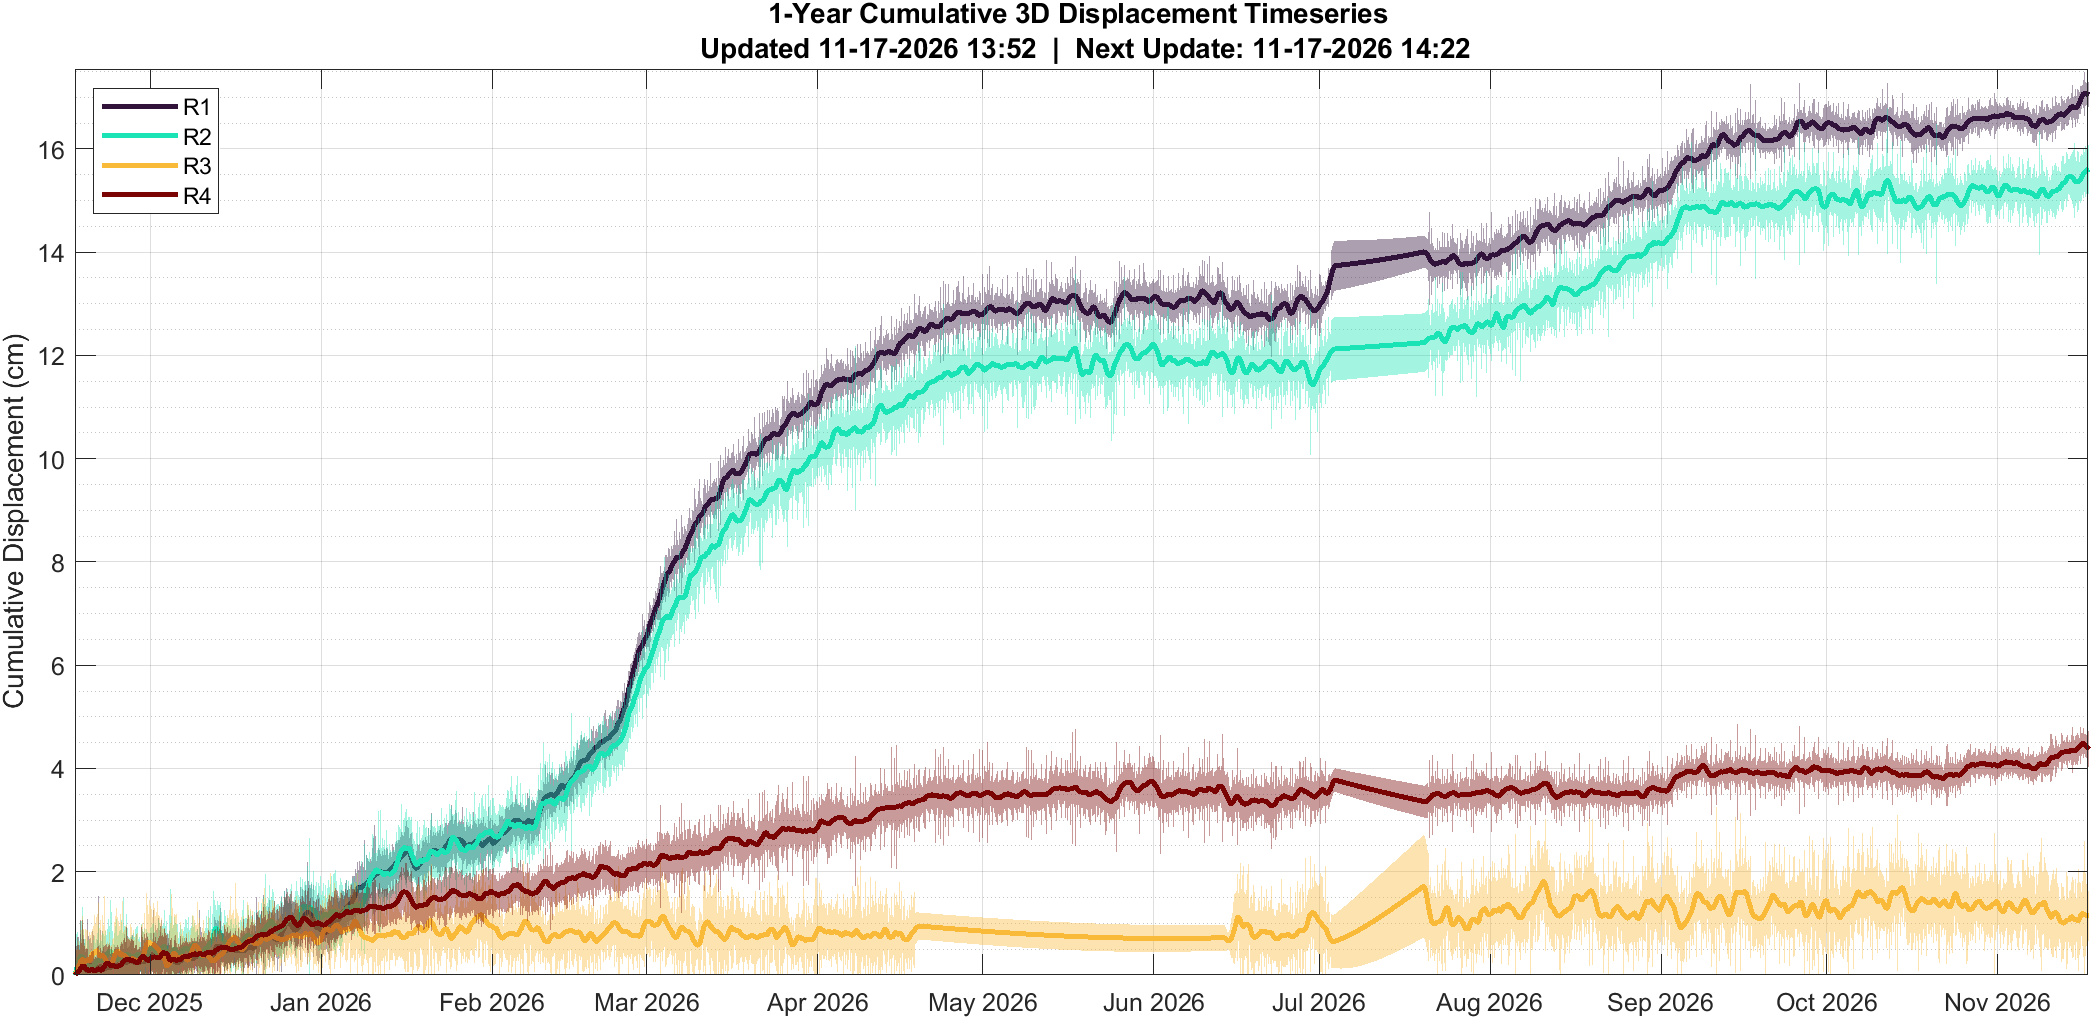 1-Year Cumulative 3D Displacement Timeseries
Updated 11-17-2026 13:52 | Next Update: 11-17-2026 14:22
R1
R2
R3
R4
Cumulative Displacement (cm)
16
14
12
10
8
6
4
2
0
Dec 2025 Jan 2026 Feb 2026 Mar 2026 Apr 2026 May 2026 Jun 2026 Jul 2026 Aug 2026 Sep 2026 Oct 2026 Nov 2026